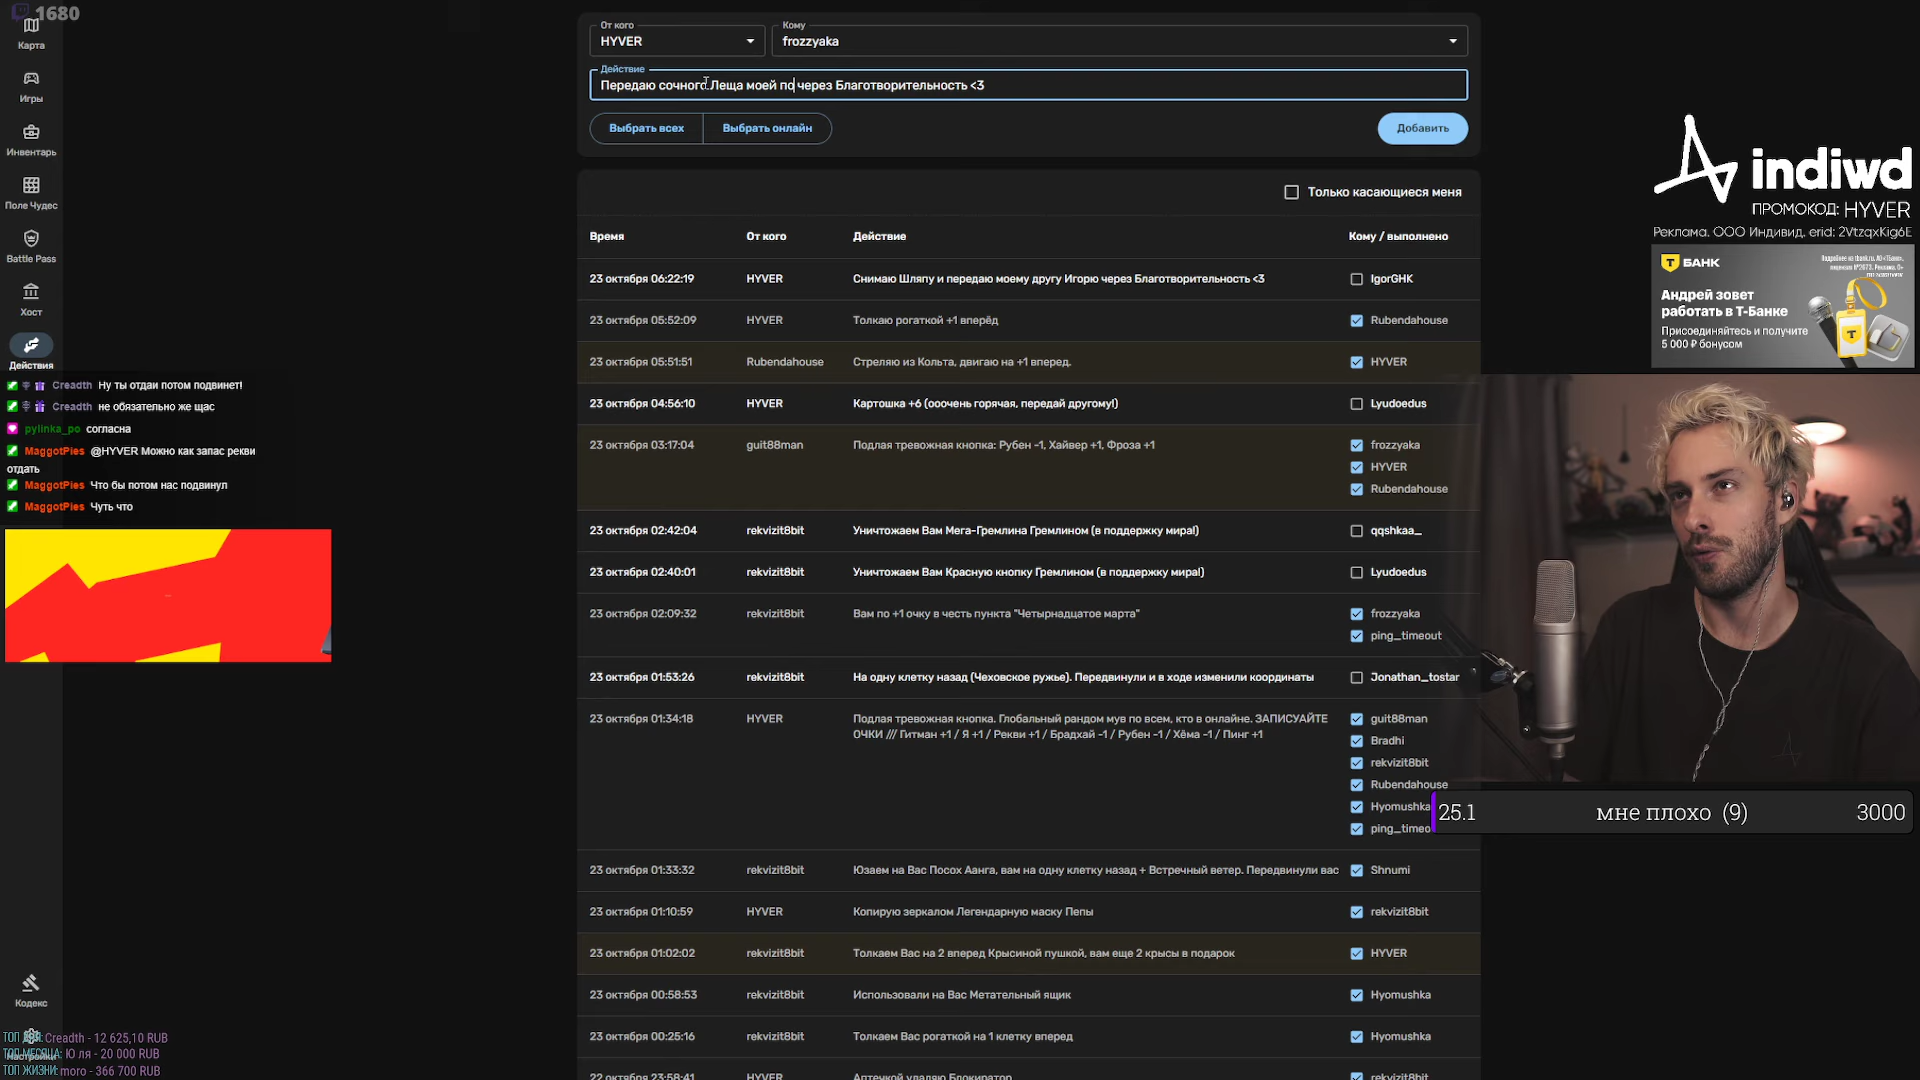 1680
Карта
Игры
Инвентарь
Поле Чудес
Battle Pass
Хост
Действия
Creadth Ну ты отдаи потом подвинет!
Creadth не обязательно же щас
pylinka_po согласна
MaggotPies @HYVER Можно как запас рекви
отдать
MaggotPies Что бы потом нас подвинул
MaggotPies Чуть что
Кодекс
Настройки
Creadth - 12 625,10 RUB
ТОП МЕСЯЦА: Ю ля - 20 000 RUB
ТОП ЖИЗНИ: moro - 366 700 RUB
От кого
HYVER
Кому
frozzyaka
Действие
Передаю сочного Леща моей по через Благотворительность <3
Выбрать всех
Выбрать онлайн
Добавить
Только касающиеся меня
Время От кого Действие Кому / выполнено
23 октября 06:22:19 HYVER Снимаю Шляпу и передаю моему другу Игорю через Благотворительность <3 IgorGHK
23 октября 05:52:09 HYVER Толкаю рогаткой +1 вперёд Rubendahouse
23 октября 05:51:51 Rubendahouse Стреляю из Кольта, двигаю на +1 вперед. HYVER
23 октября 04:56:10 HYVER Картошка +6 (ооочень горячая, передай другому!) Lyudoedus
23 октября 03:17:04 guit88man Подлая тревожная кнопка: Рубен -1, Хайвер +1, Фроза +1 frozzyaka
HYVER
Rubendahouse
23 октября 02:42:04 rekvizit8bit Уничтожаем Вам Мега-Гремлина Гремлином (в поддержку мира!) qqshkaa_
23 октября 02:40:01 rekvizit8bit Уничтожаем Вам Красную кнопку Гремлином (в поддержку мира!) Lyudoedus
23 октября 02:09:32 rekvizit8bit Вам по +1 очку в честь пункта "Четырнадцатое марта" frozzyaka
ping_timeout
23 октября 01:53:26 rekvizit8bit На одну клетку назад (Чеховское ружье). Передвинули и в ходе изменили координаты Jonathan_tostar
23 октября 01:34:18 HYVER Подлая тревожная кнопка. Глобальный рандом мув по всем, кто в онлайне. ЗАПИСУАЙТЕ guit88man
ОЧКИ /// Гитман +1 / Я +1 / Рекви +1 / Брадхай -1 / Рубен -1 / Хёма -1 / Пинг +1 Bradhi
rekvizit8bit
Rubendahouse
Hyomushka
ping_timeo
23 октября 01:33:32 rekvizit8bit Юзаем на Вас Посох Аанга, вам на одну клетку назад + Встречный ветер. Передвинули вас Shnumi
23 октября 01:10:59 HYVER Копирую зеркалом Легендарную маску Пепы rekvizit8bit
23 октября 01:02:02 rekvizit8bit Толкаем Вас на 2 вперед Крысиной пушкой, вам еще 2 крысы в подарок HYVER
23 октября 00:58:53 rekvizit8bit Использовали на Вас Метательный ящик Hyomushka
23 октября 00:25:16 rekvizit8bit Толкаем Вас рогаткой на 1 клетку вперед Hyomushka
22 октября 23:58:41 HYVER Аптечкой удаляю Блокиратор rekvizit8bit
indiwd
ПРОМОКОД: HYVER
Реклама. ООО Индивид. erid: 2VtzqxKig6E
Т БАНК
Андрей зовет
работать в Т-Банке
Присоединяйтесь и получите
5 000 ₽ бонусом
25.1 мне плохо (9) 3000